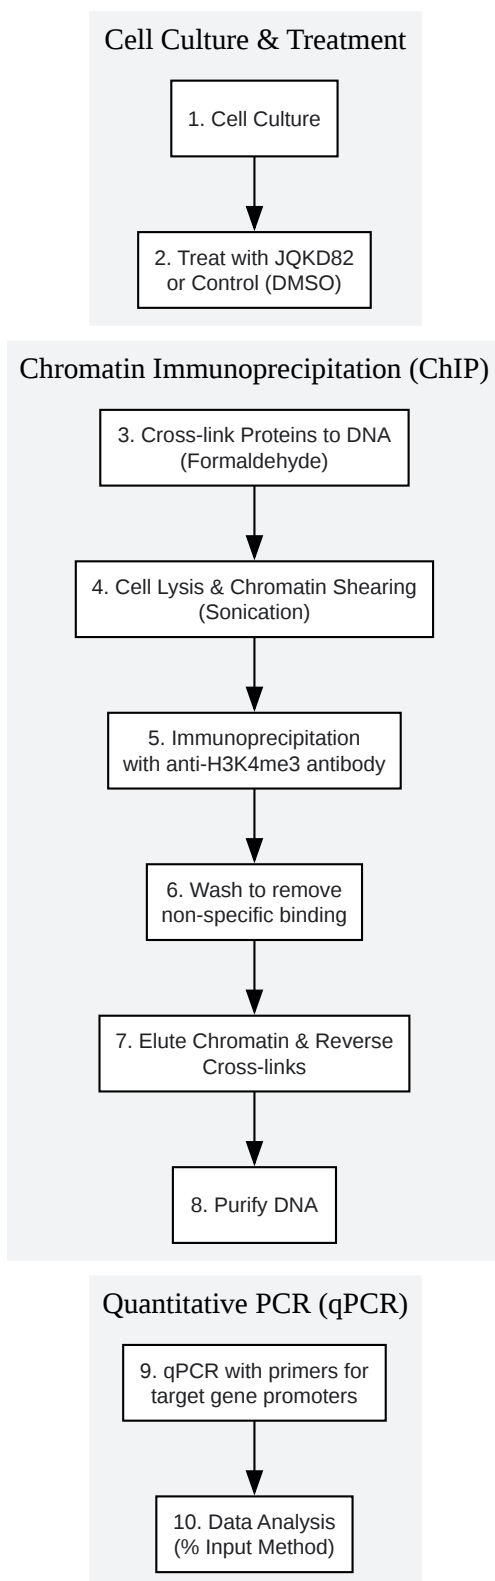 Cell Culture & Treatment
1. Cell Culture
2. Treat with JQKD82
or Control (DMSO)
Chromatin Immunoprecipitation (ChIP)
3. Cross-link Proteins to DNA
(Formaldehyde)
4. Cell Lysis & Chromatin Shearing
(Sonication)
5. Immunoprecipitation
with anti-H3K4me3 antibody
6. Wash to remove
non-specific binding
7. Elute Chromatin & Reverse
Cross-links
8. Purify DNA
Quantitative PCR (qPCR)
9. qPCR with primers for
target gene promoters
10. Data Analysis
(% Input Method)